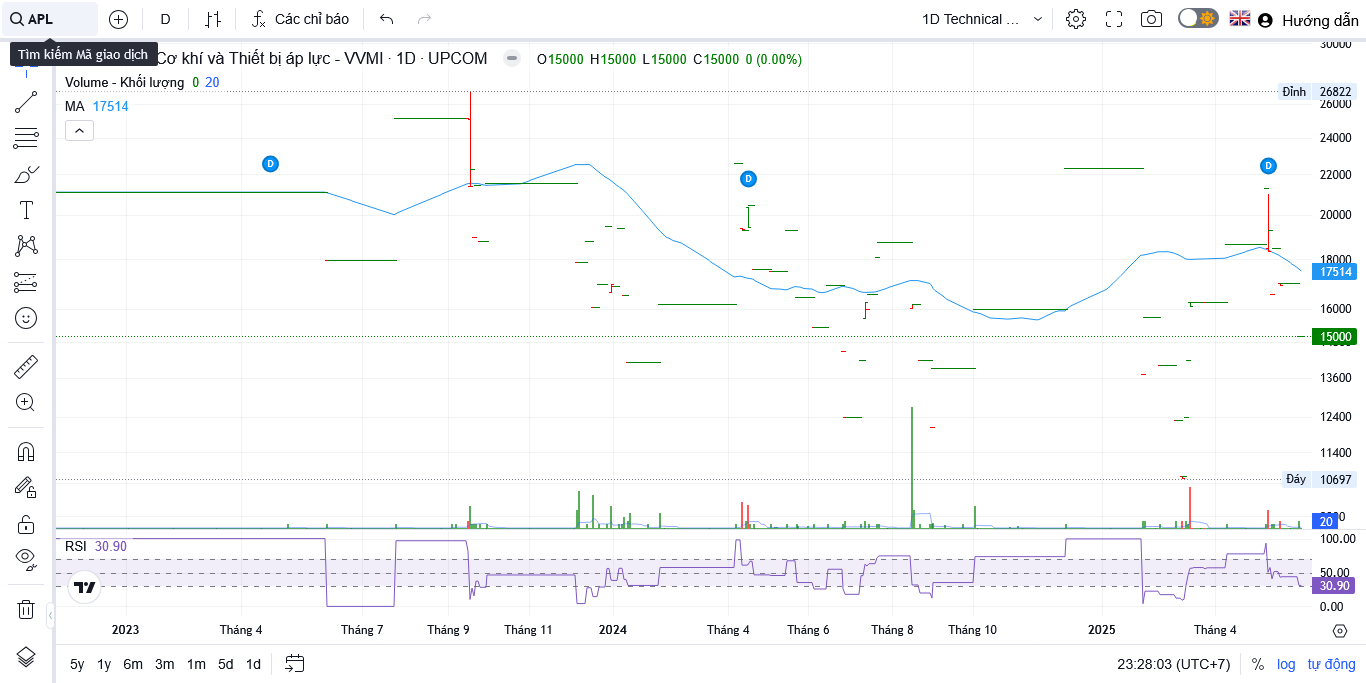 APL
D
Các chỉ báo
1D Technical ...
Hướng dẫn
Tìm kiếm Mã giao dịch
Cơ khí và Thiết bị áp lực - VVMI · 1D · UPCOM
O15000 H15000 L15000 C15000 0 (0.00%)
Volume - Khối lượng 0 20
MA 17514
30000
Đỉnh 26822
26000
24000
22000
20000
18000
17514
16000
15000
13600
12400
11400
Đáy 10697
20
D
D
D
RSI 30.90
100.00
50.00
30.90
0.00
2023
Tháng 4
Tháng 7
Tháng 9
Tháng 11
2024
Tháng 4
Tháng 6
Tháng 8
Tháng 10
2025
Tháng 4
5y 1y 6m 3m 1m 5d 1d
23:28:03 (UTC+7)
% log tự động